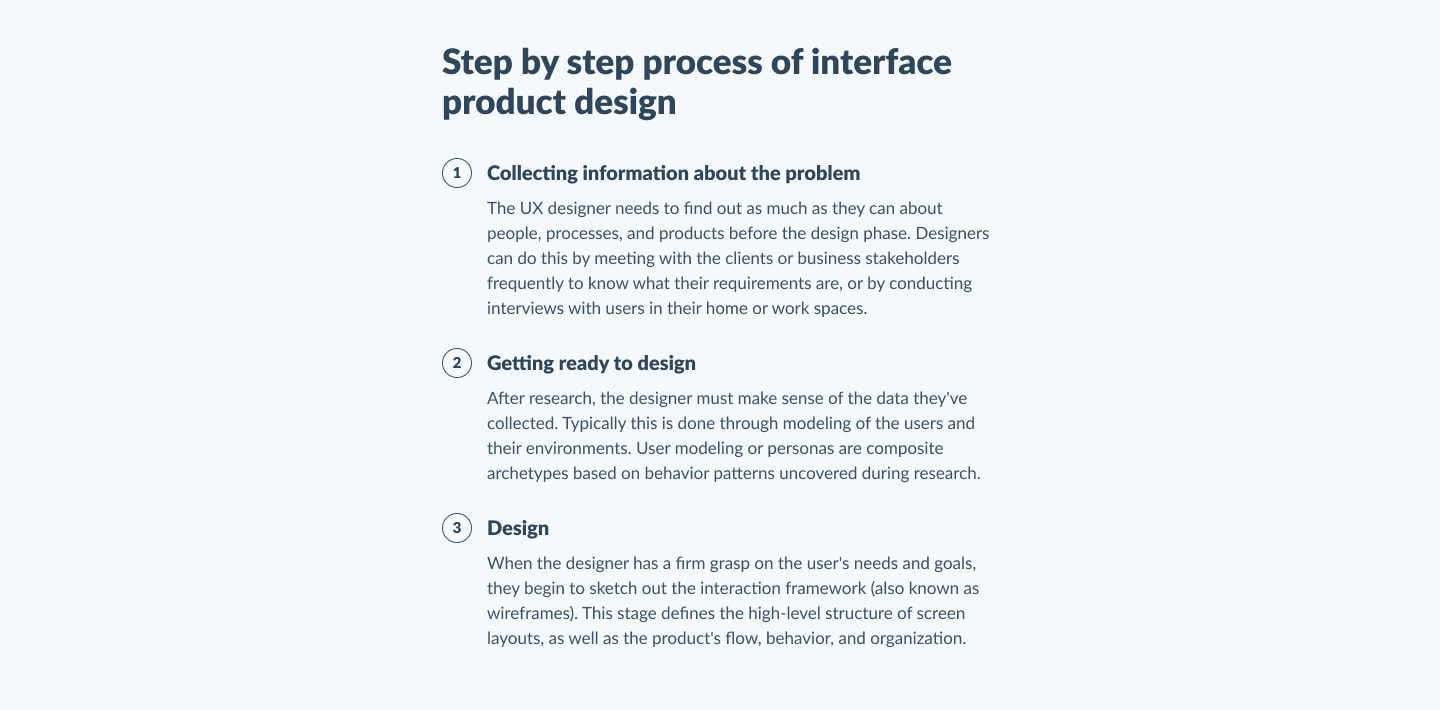 Step by step process of interface
product design
1 Collecting information about the problem
The UX designer needs to find out as much as they can about
people, processes, and products before the design phase. Designers
can do this by meeting with the clients or business stakeholders
frequently to know what their requirements are, or by conducting
interviews with users in their home or work spaces.
2 Getting ready to design
After research, the designer must make sense of the data they've
collected. Typically this is done through modeling of the users and
their environments. User modeling or personas are composite
archetypes based on behavior patterns uncovered during research.
3 Design
When the designer has a firm grasp on the user's needs and goals,
they begin to sketch out the interaction framework (also known as
wireframes). This stage defines the high-level structure of screen
layouts, as well as the product's flow, behavior, and organization.